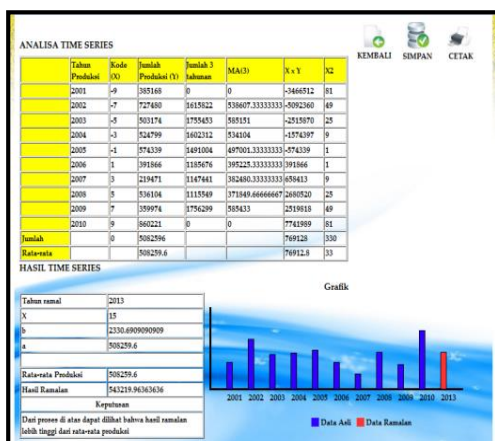 ANALISA TIME SERIES
KEMBALI SIMPAN CETAK
Tahun Produksi Kode (X) Jumlah Produksi (Y) Jumlah 3 tahunan MA(3) X x Y X2
2001 -9 385168 0 0 -3466512 81
2002 -7 727480 1615822 538607.33333333 -5092360 49
2003 -5 503174 1755453 585151 -2515870 25
2004 -3 524799 1602312 534104 -1574397 9
2005 -1 574339 1491004 497001.33333333 -574339 1
2006 1 391866 1185676 395225.33333333 391866 1
2007 3 219471 1147441 382480.33333333 658413 9
2008 5 536104 1115549 371849.66666667 2680520 25
2009 7 359974 1756299 585433 2519818 49
2010 9 860221 0 0 7741989 81
Jumlah 0 5082596 769128 330
Rata-rata 508259.6 76912.8 33
HASIL TIME SERIES
Tahun ramal 2013
X 15
b 2330.6909090909
a 508259.6
Rata-rata Produksi 508259.6
Hasil Ramalan 543219.96363636
Keputusan
Dari proses di atas dapat dilihat bahwa hasil ramalan
lebih tinggi dari rata-rata produksi
Grafik
2001 2002 2003 2004 2005 2006 2007 2008 2009 2010 2013
Data Asli Data Ramalan